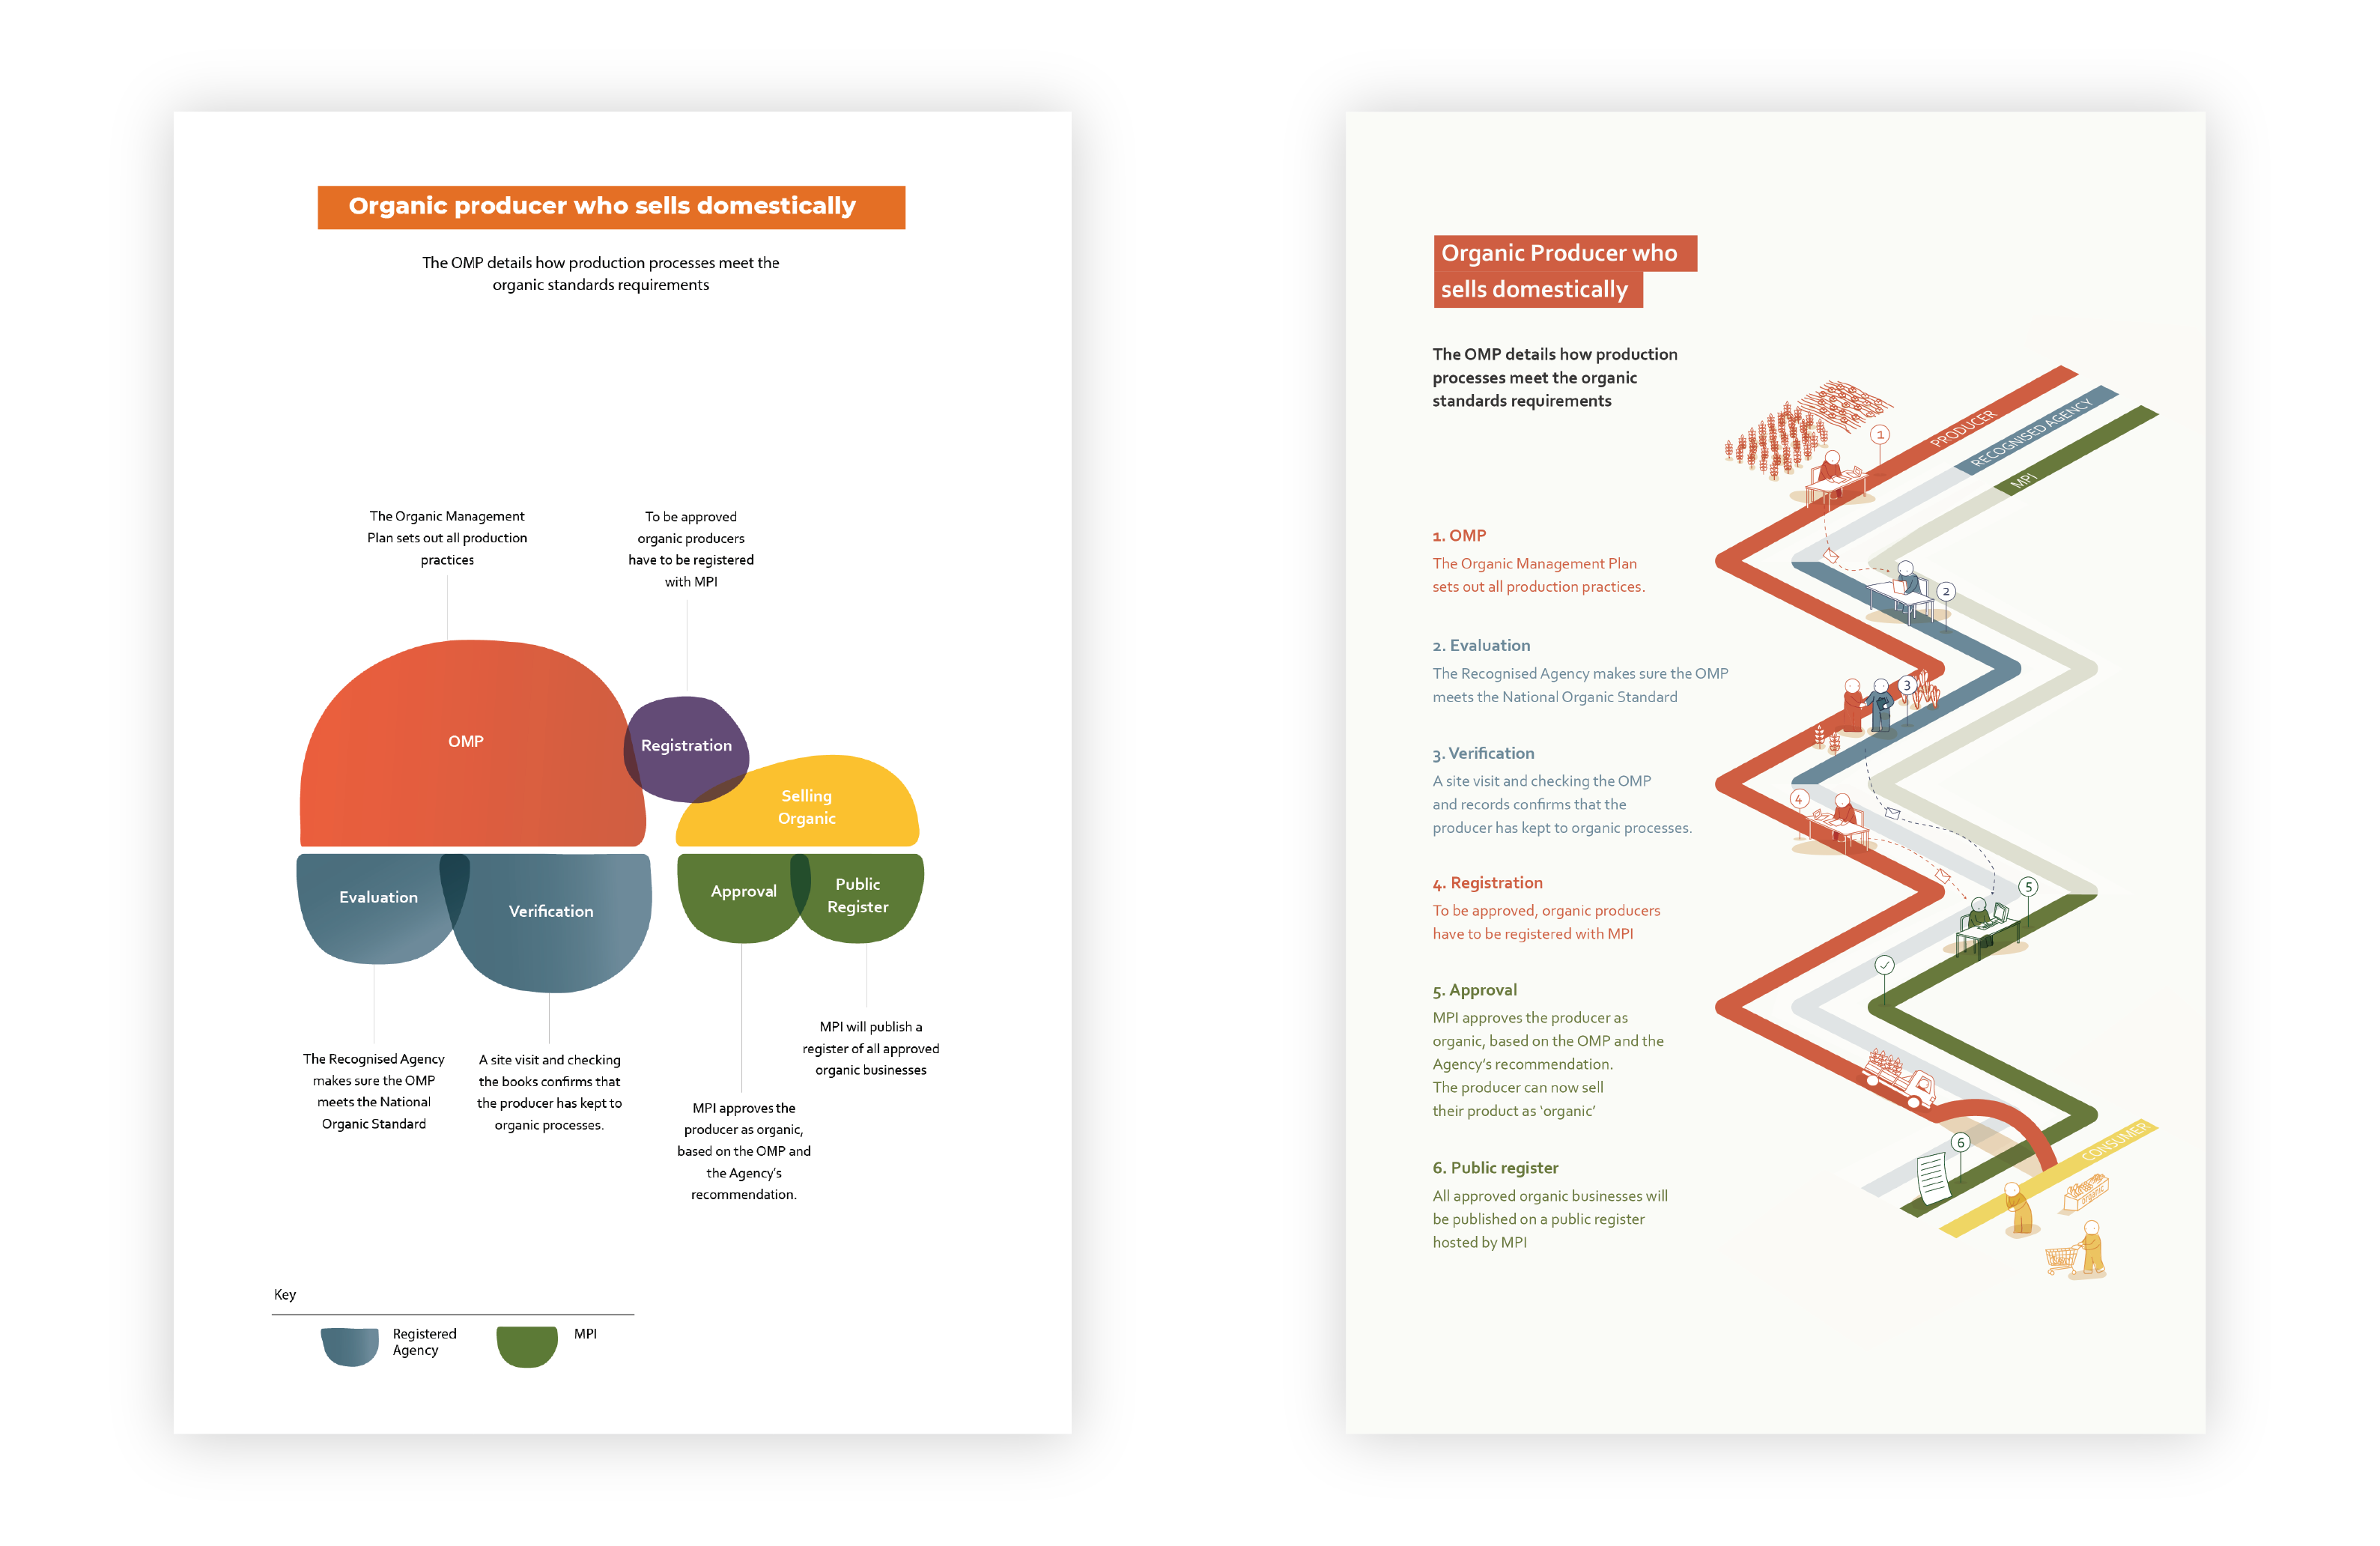 Organic producer who sells domestically
The OMP details how production processes meet the
organic standards requirements
The Organic Management
Plan sets out all production
practices
To be approved
organic producers
have to be registered
with MPI
OMP
Registration
Selling
Organic
Evaluation
Verification
Approval
Public
Register
The Recognised Agency
makes sure the OMP
meets the National
Organic Standard
A site visit and checking
the books confirms that
the producer has kept to
organic processes.
MPI approves the
producer as organic,
based on the OMP and
the Agency's
recommendation.
MPI will publish a
register of all approved
organic businesses
Key
Registered
Agency
MPI
Organic Producer who
sells domestically
The OMP details how production
processes meet the organic
standards requirements
PRODUCER
RECOGNISED AGENCY
MPI
1
2
3
4
5
6
1. OMP
The Organic Management Plan
sets out all production practices.
2. Evaluation
The Recognised Agency makes sure the OMP
meets the National Organic Standard
3. Verification
A site visit and checking the OMP
and records confirms that the
producer has kept to organic processes.
4. Registration
To be approved, organic producers
have to be registered with MPI
5. Approval
MPI approves the producer as
organic, based on the OMP and the
Agency's recommendation.
The producer can now sell
their product as 'organic'
6. Public register
All approved organic businesses will
be published on a public register
hosted by MPI
CONSUMER
organic